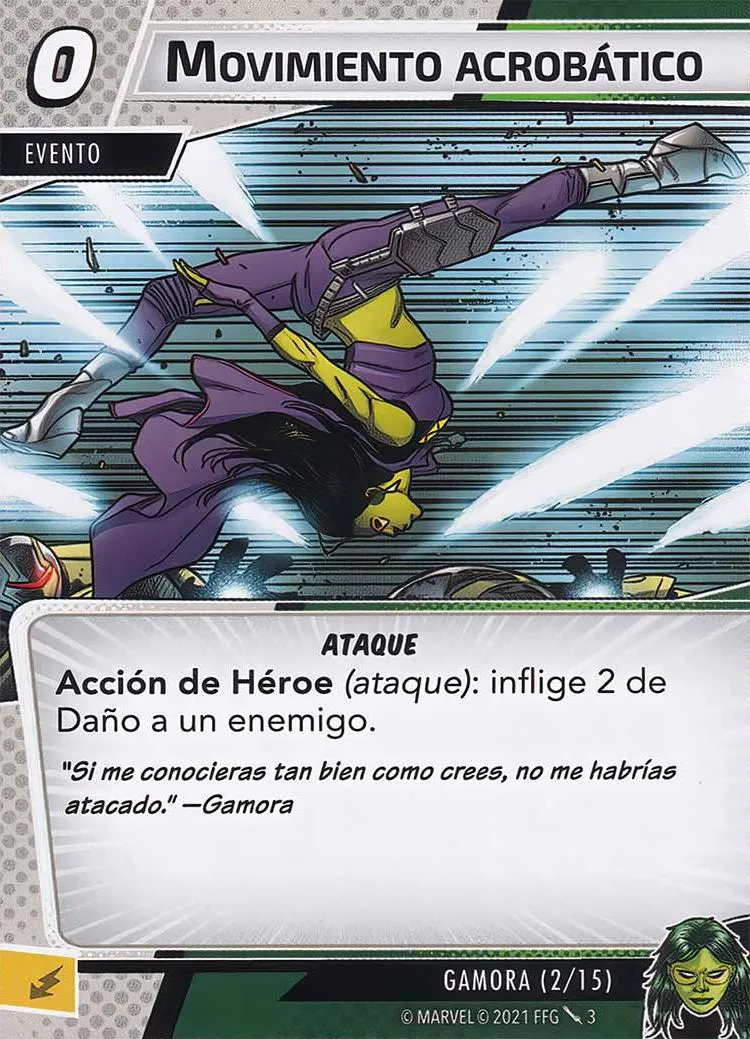 0
MOVIMIENTO ACROBÁTICO
EVENTO
ATAQUE
Acción de Héroe (ataque): inflige 2 de
Daño a un enemigo.
"Si me conocieras tan bien como crees, no me habrías
atacado." —Gamora
GAMORA (2/15)
© MARVEL © 2021 FFG 3